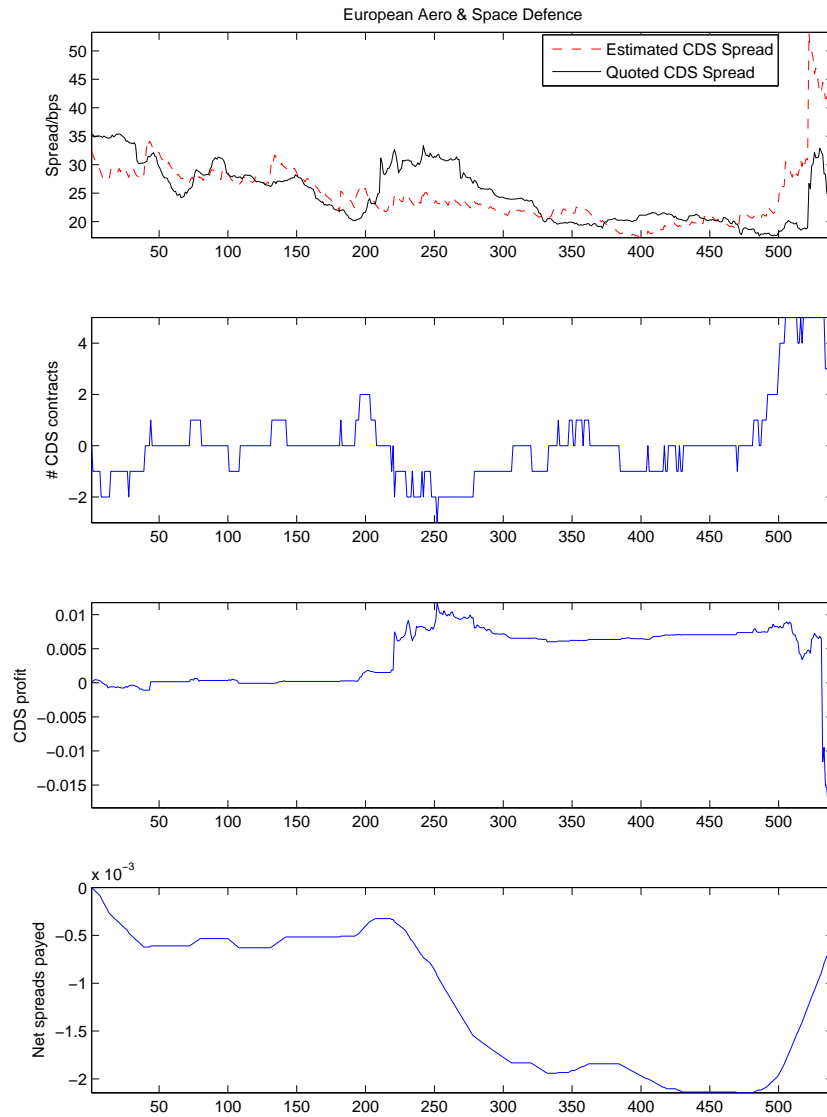 European Aero & Space Defence
Estimated CDS Spread
Quoted CDS Spread
Spread/bps
50
45
40
35
30
25
20
50 100 150 200 250 300 350 400 450 500
# CDS contracts
4
2
0
−2
50 100 150 200 250 300 350 400 450 500
CDS profit
0.01
0.005
0
−0.005
−0.01
−0.015
50 100 150 200 250 300 350 400 450 500
x 10⁻³
Net spreads payed
0
−0.5
−1
−1.5
−2
50 100 150 200 250 300 350 400 450 500